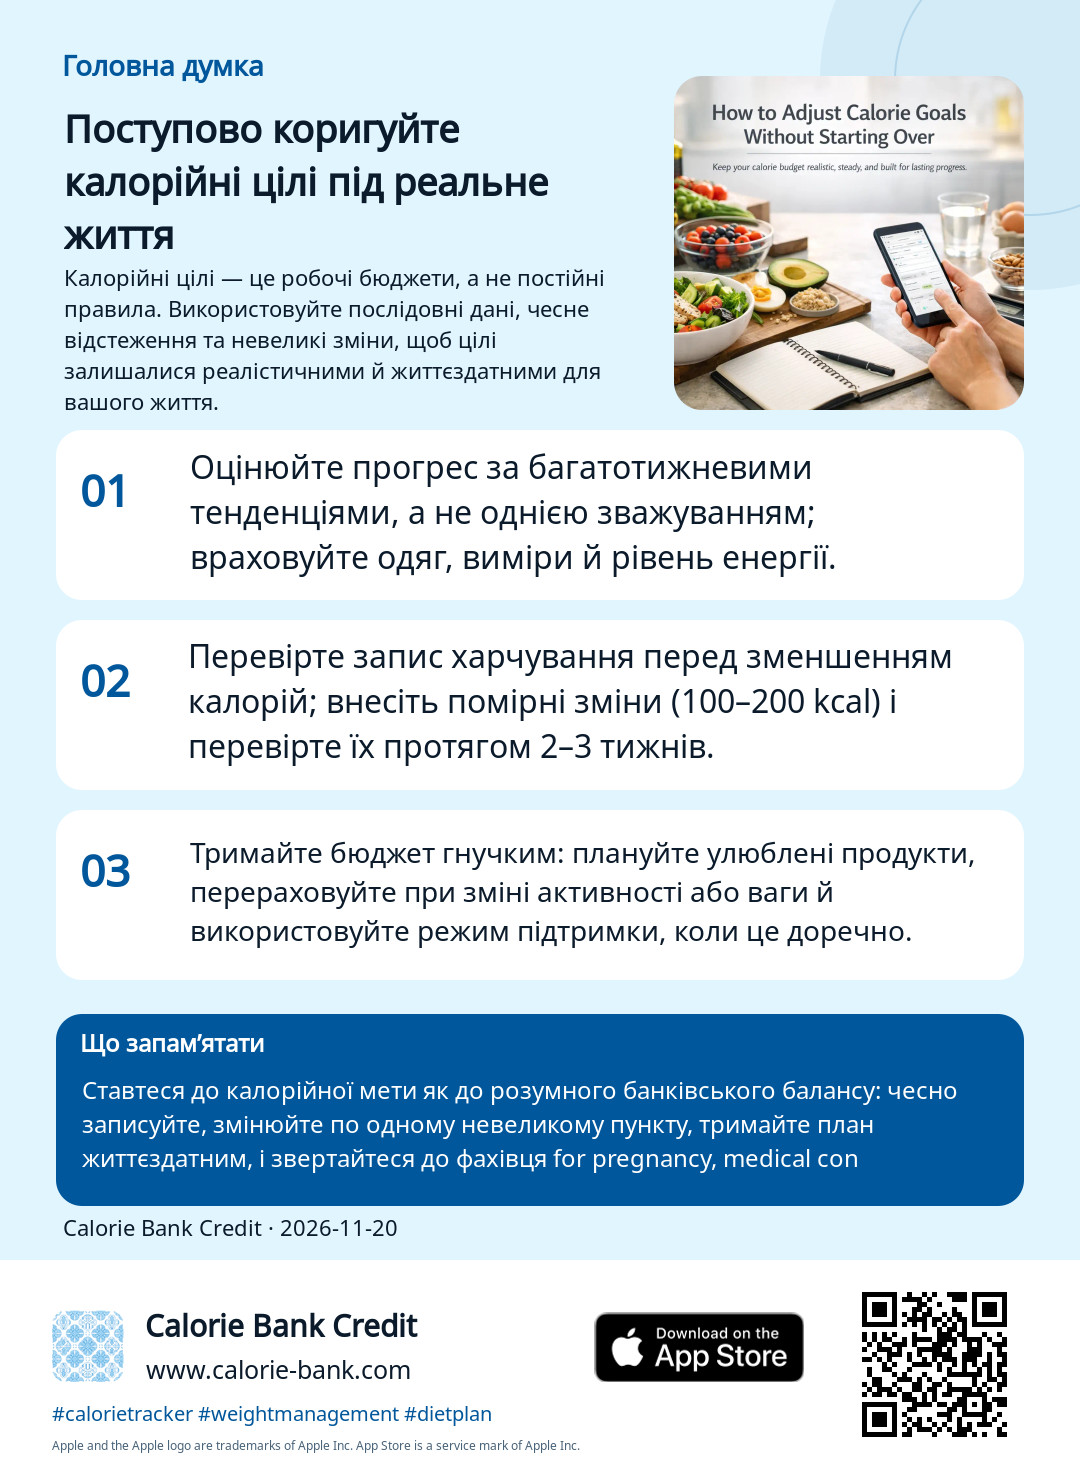 Головна думка
Поступово коригуйте
калорійні цілі під реальне
життя
Калорійні цілі — це робочі бюджети, а не постійні
правила. Використовуйте послідовні дані, чесне
відстеження та невеликі зміни, щоб цілі
залишалися реалістичними й життєздатними для
вашого життя.
How to Adjust Calorie Goals
Without Starting Over
Keep your calorie budget realistic, steady, and built for lasting progress.
01
Оцінюйте прогрес за багатотижневими
тенденціями, а не однією зважуванням;
враховуйте одяг, виміри й рівень енергії.
02
Перевірте запис харчування перед зменшенням
калорій; внесіть помірні зміни (100–200 kcal) і
перевірте їх протягом 2–3 тижнів.
03
Тримайте бюджет гнучким: плануйте улюблені продукти,
перераховуйте при зміні активності або ваги й
використовуйте режим підтримки, коли це доречно.
Що запам’ятати
Ставтеся до калорійної мети як до розумного банківського балансу: чесно
записуйте, змінюйте по одному невеликому пункту, тримайте план
життєздатним, і звертайтеся до фахівця for pregnancy, medical con
Calorie Bank Credit · 2026-11-20
Calorie Bank Credit
www.calorie-bank.com
Download on the
App Store
#calorietracker #weightmanagement #dietplan
Apple and the Apple logo are trademarks of Apple Inc. App Store is a service mark of Apple Inc.